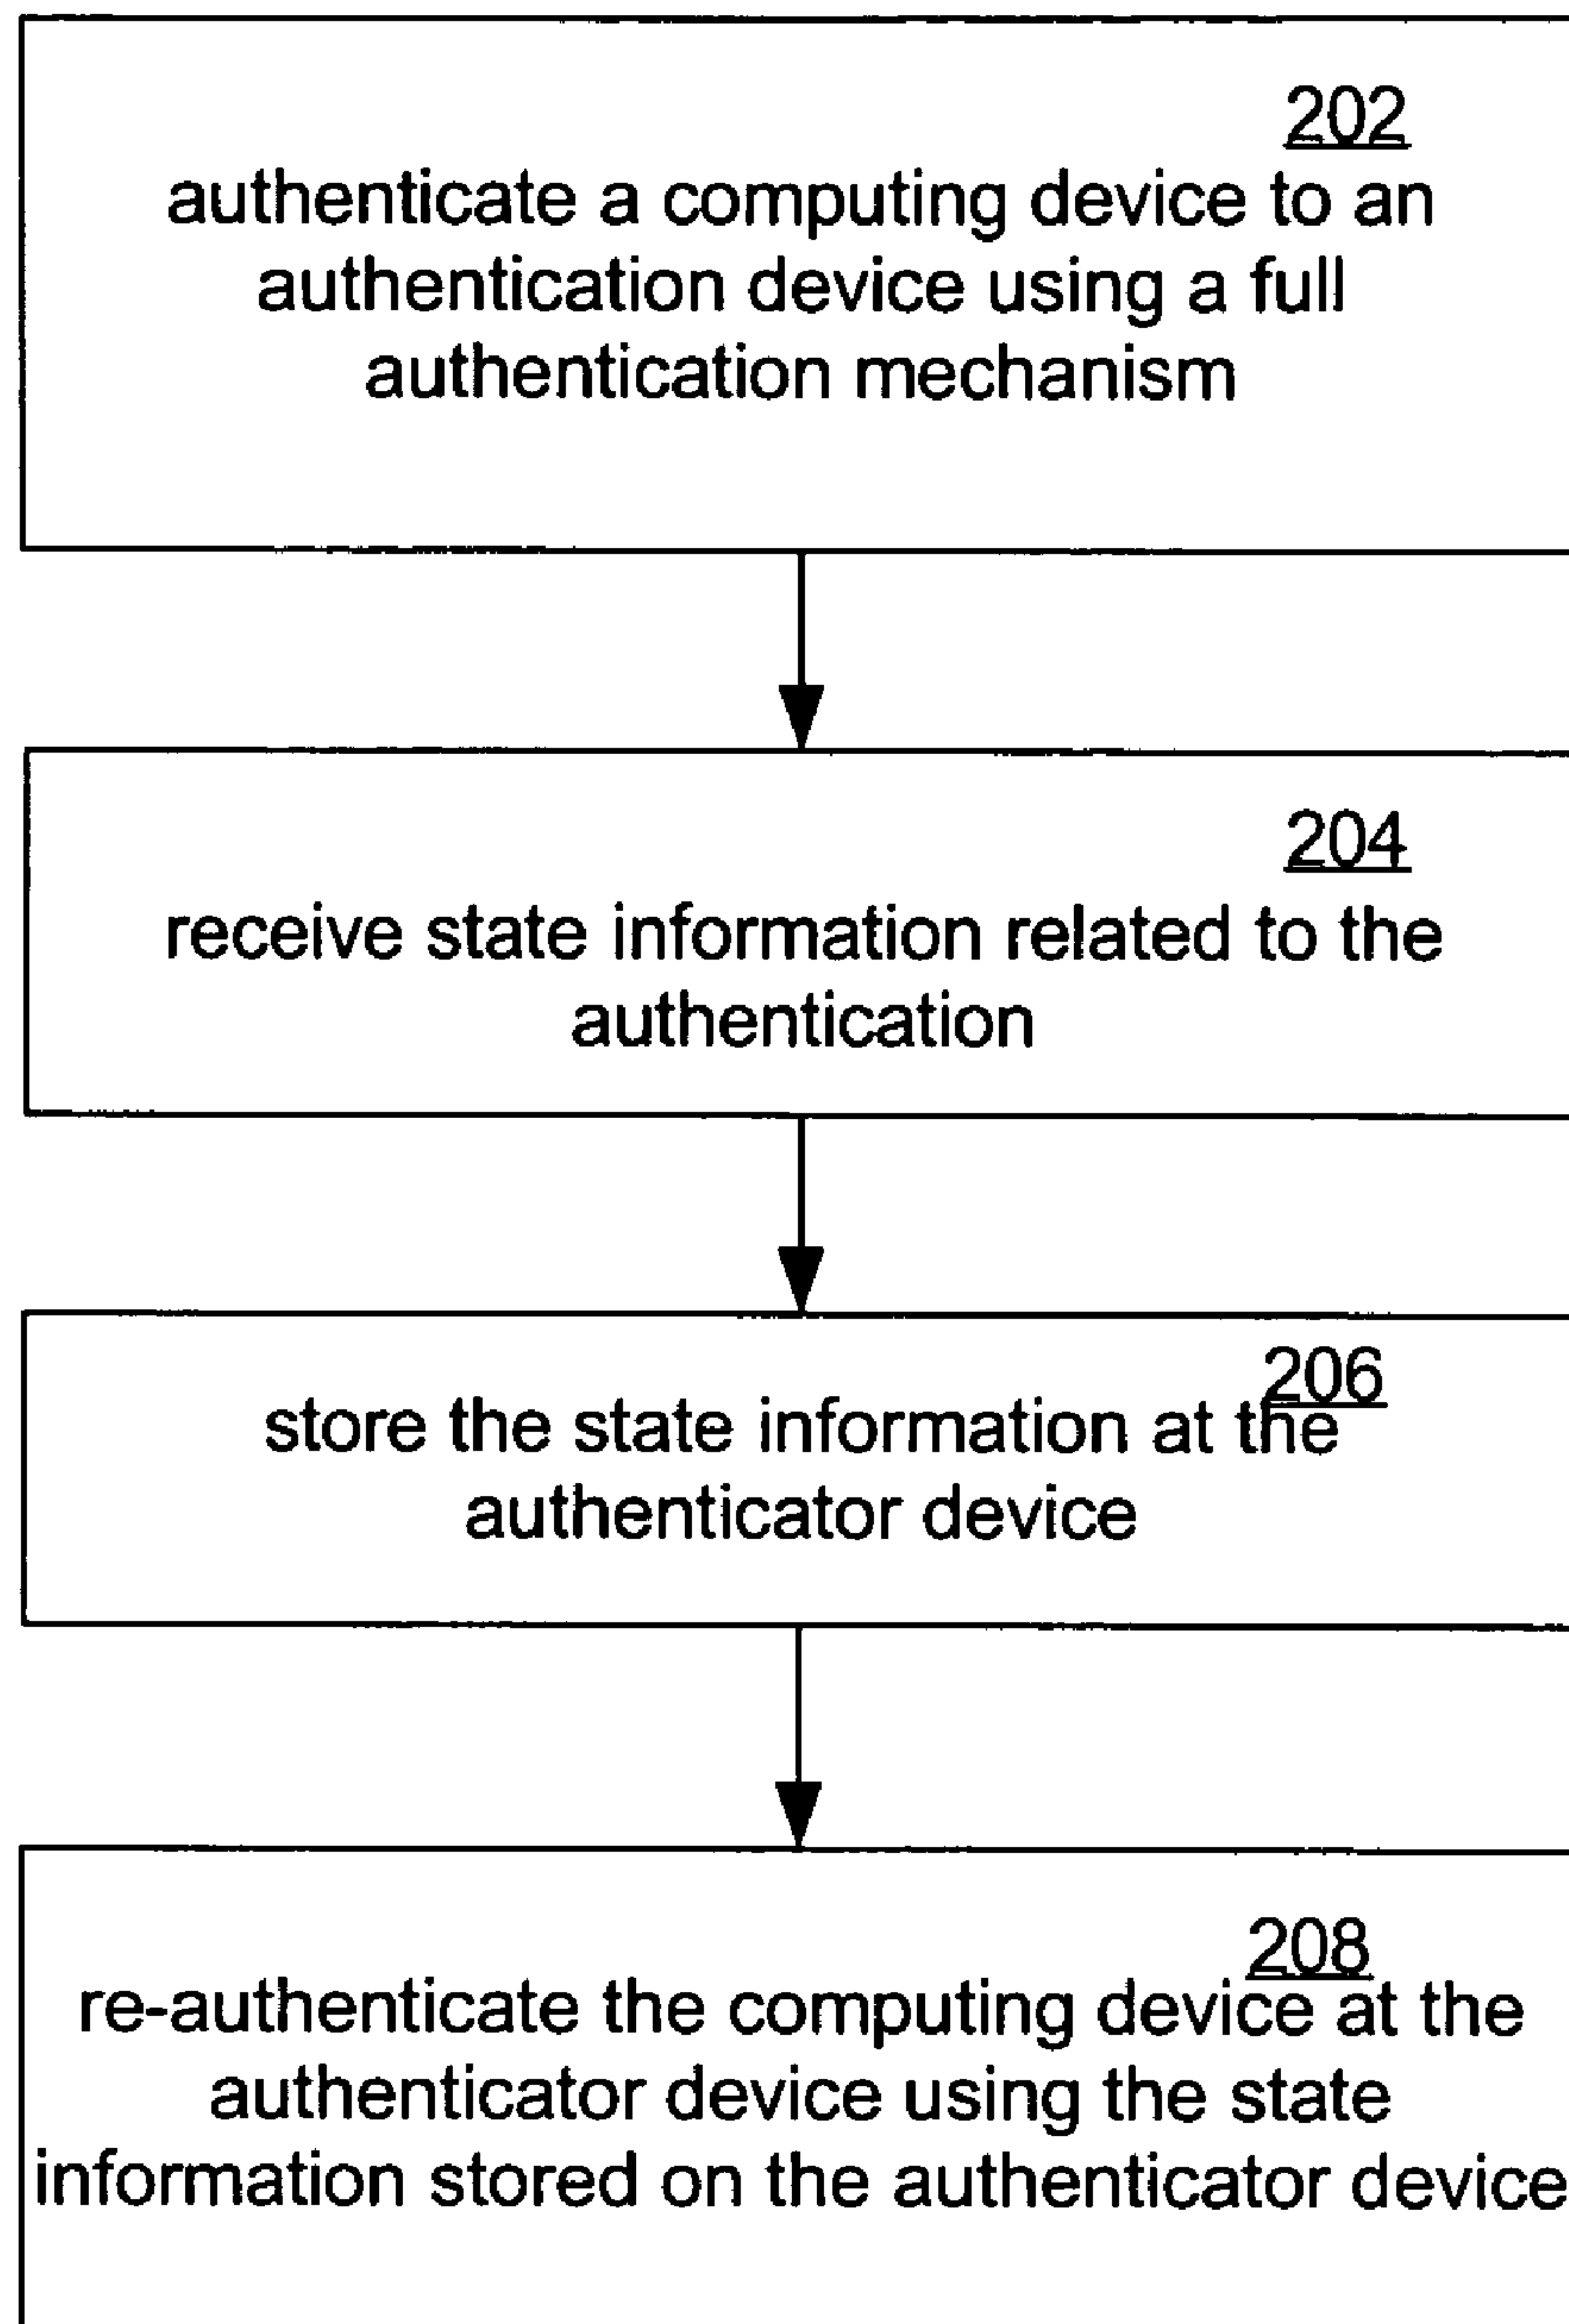 202
authenticate a computing device to an
authentication device using a full
authentication mechanism
204
receive state information related to the
authentication
206
store the state information at the
authenticator device
208
re-authenticate the computing device at the
authenticator device using the state
information stored on the authenticator device